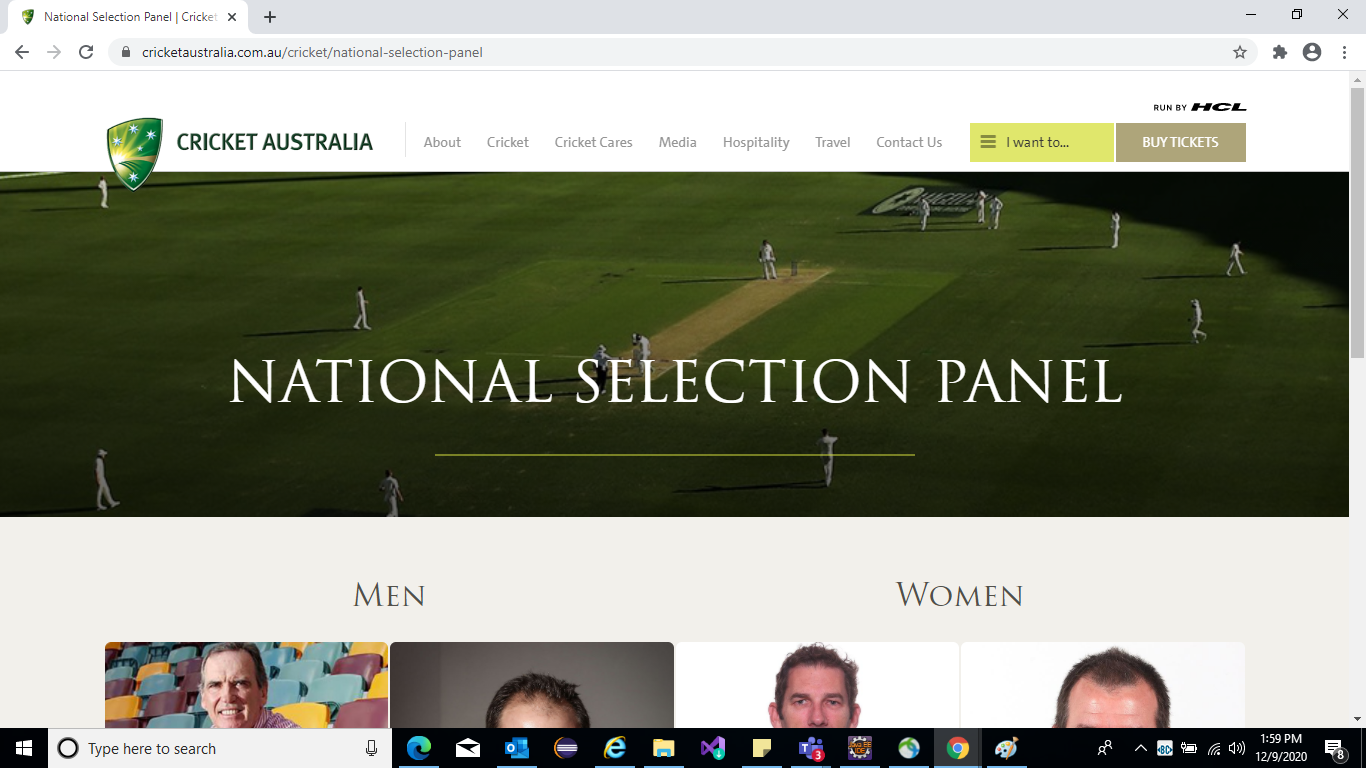 National Selection Panel | Cricket
cricketaustralia.com.au/cricket/national-selection-panel
RUN BY HCL
CRICKET AUSTRALIA
About Cricket Cricket Cares Media Hospitality Travel Contact Us I want to... BUY TICKETS
NATIONAL SELECTION PANEL
MEN WOMEN
Type here to search
3
1:59 PM
12/9/2020
8